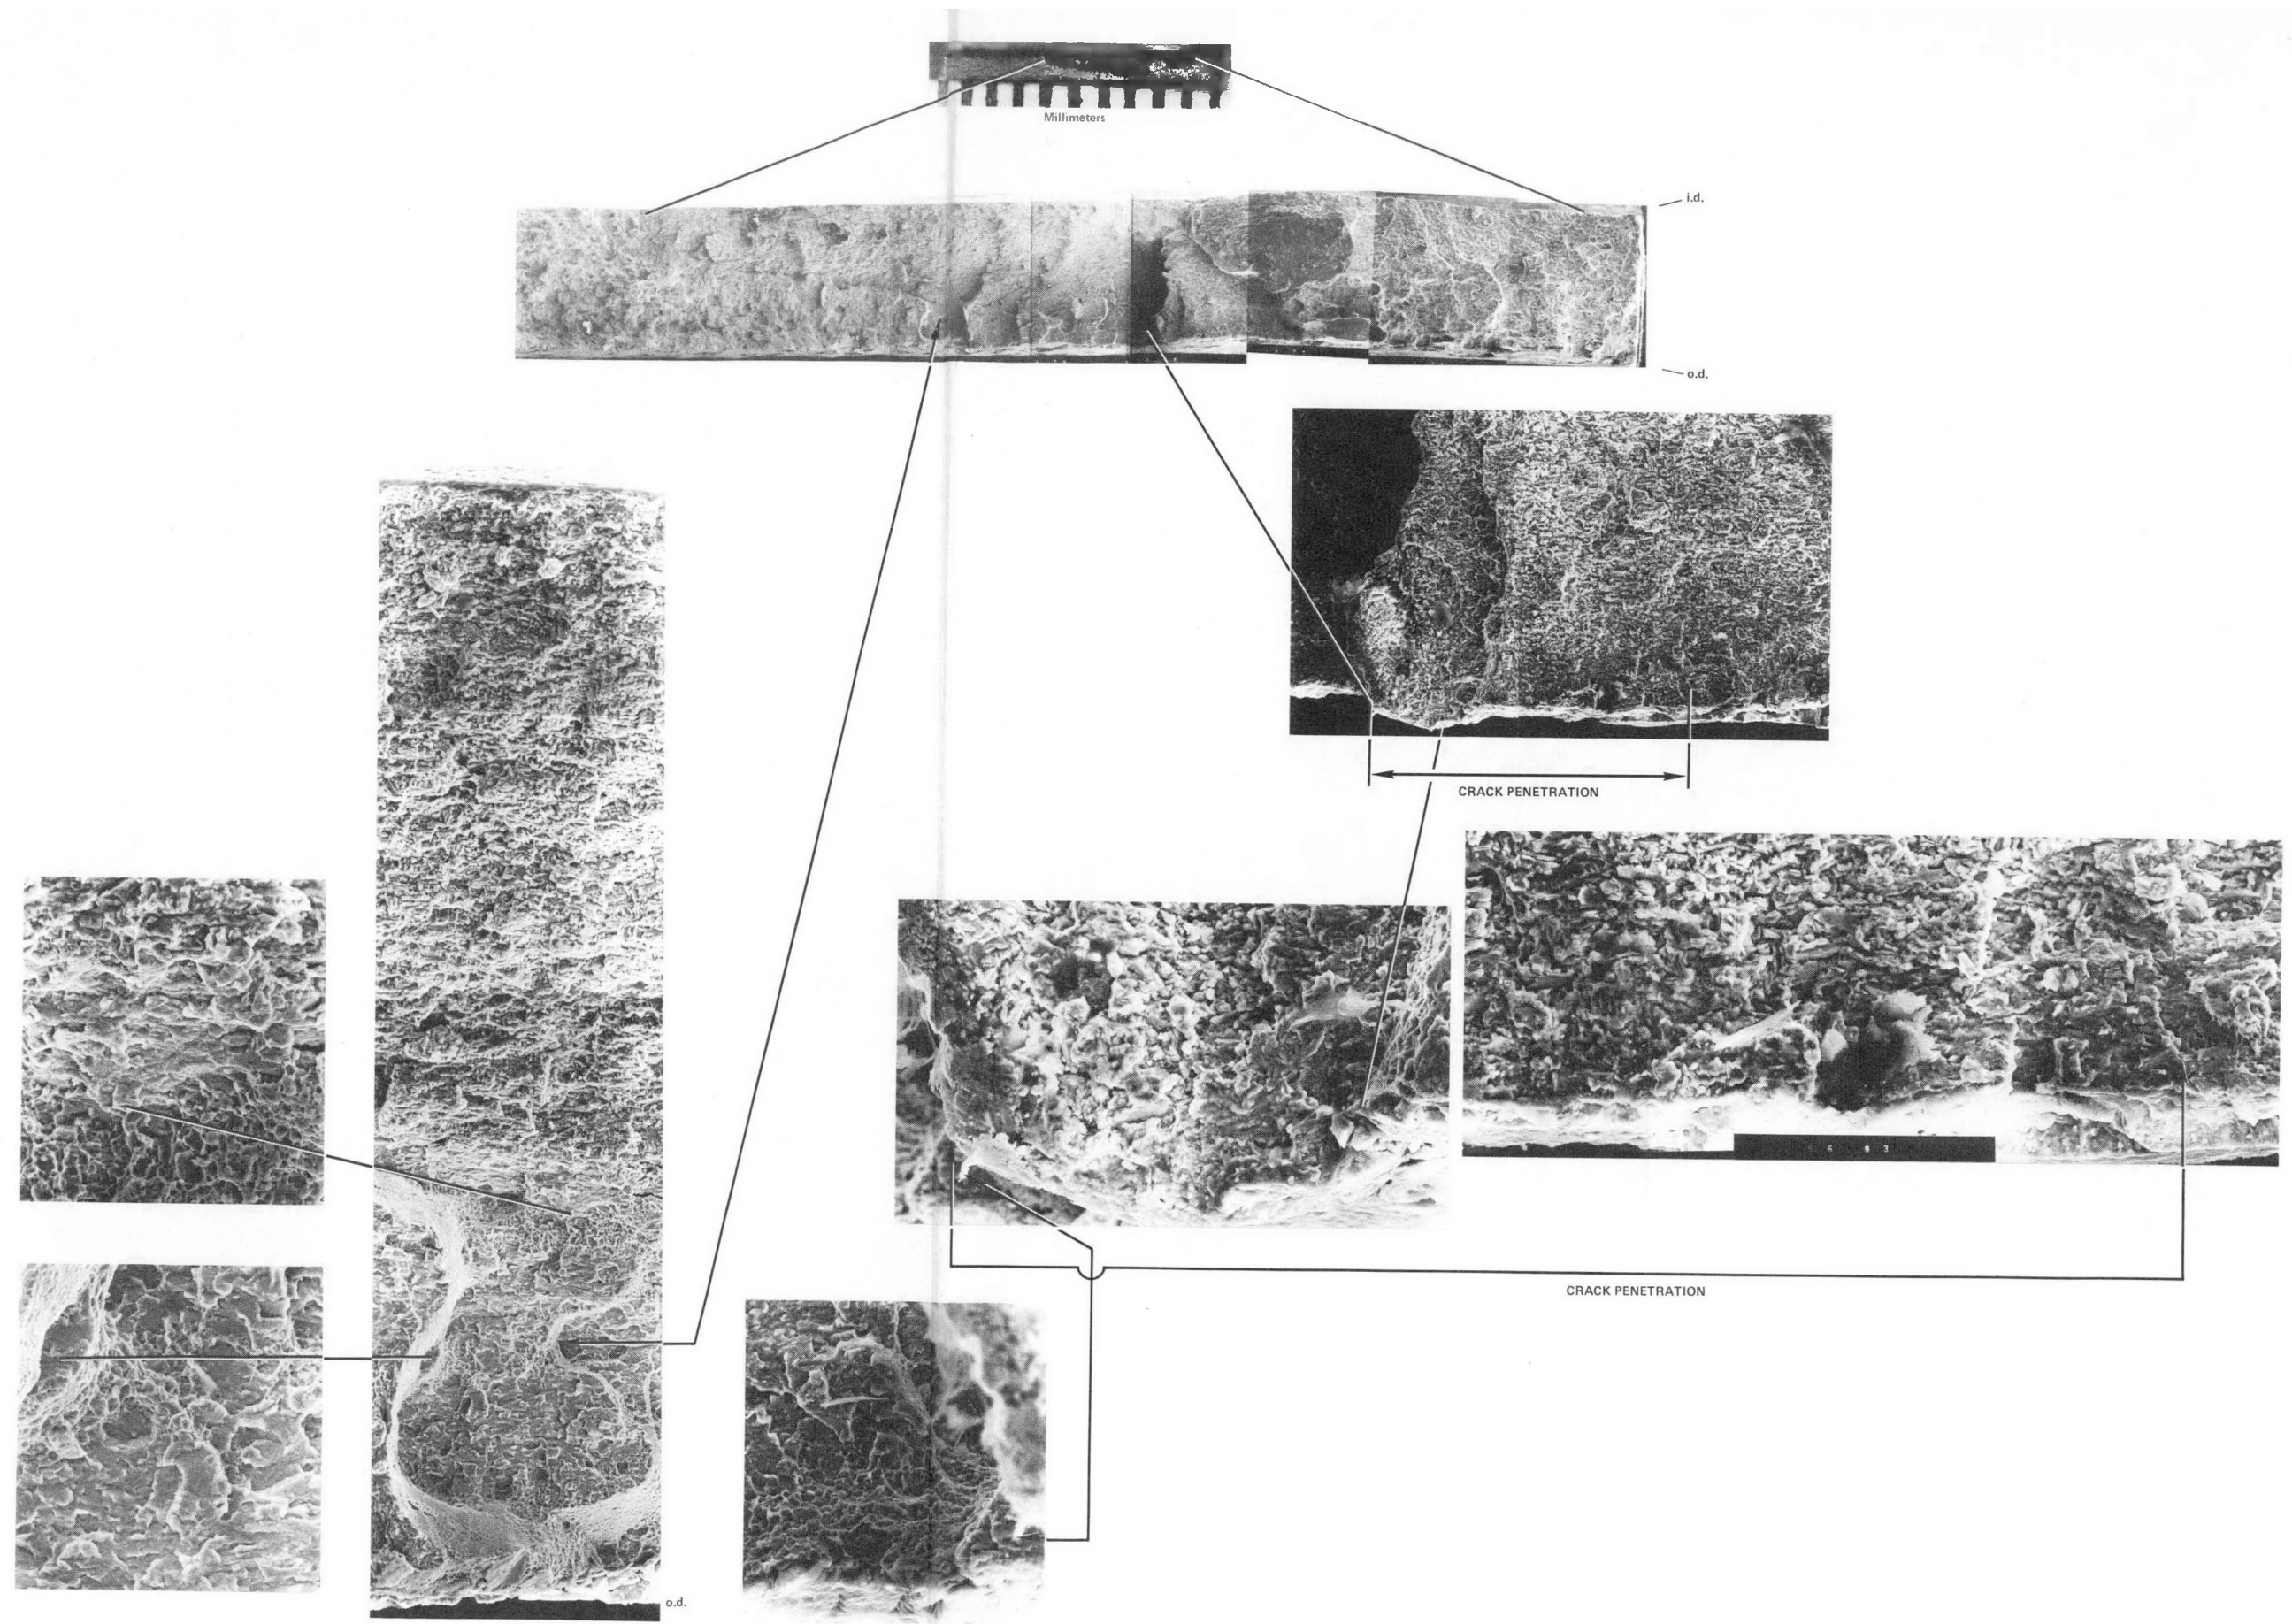 Millimeters
i.d.
o.d.
CRACK PENETRATION
CRACK PENETRATION
o.d.